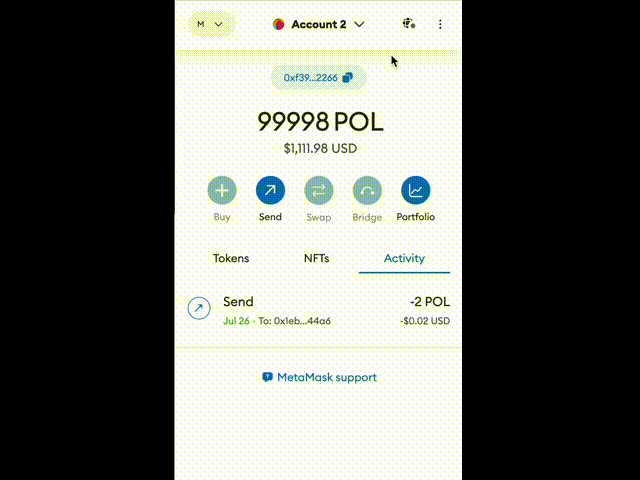 M
Account 2
0xf39...2266
99998 POL
$1,111.98 USD
Buy
Send
Swap
Bridge
Portfolio
Tokens
NFTs
Activity
Send
-2 POL
Jul 26 · To: 0x1eb...44a6
-$0.02 USD
MetaMask support